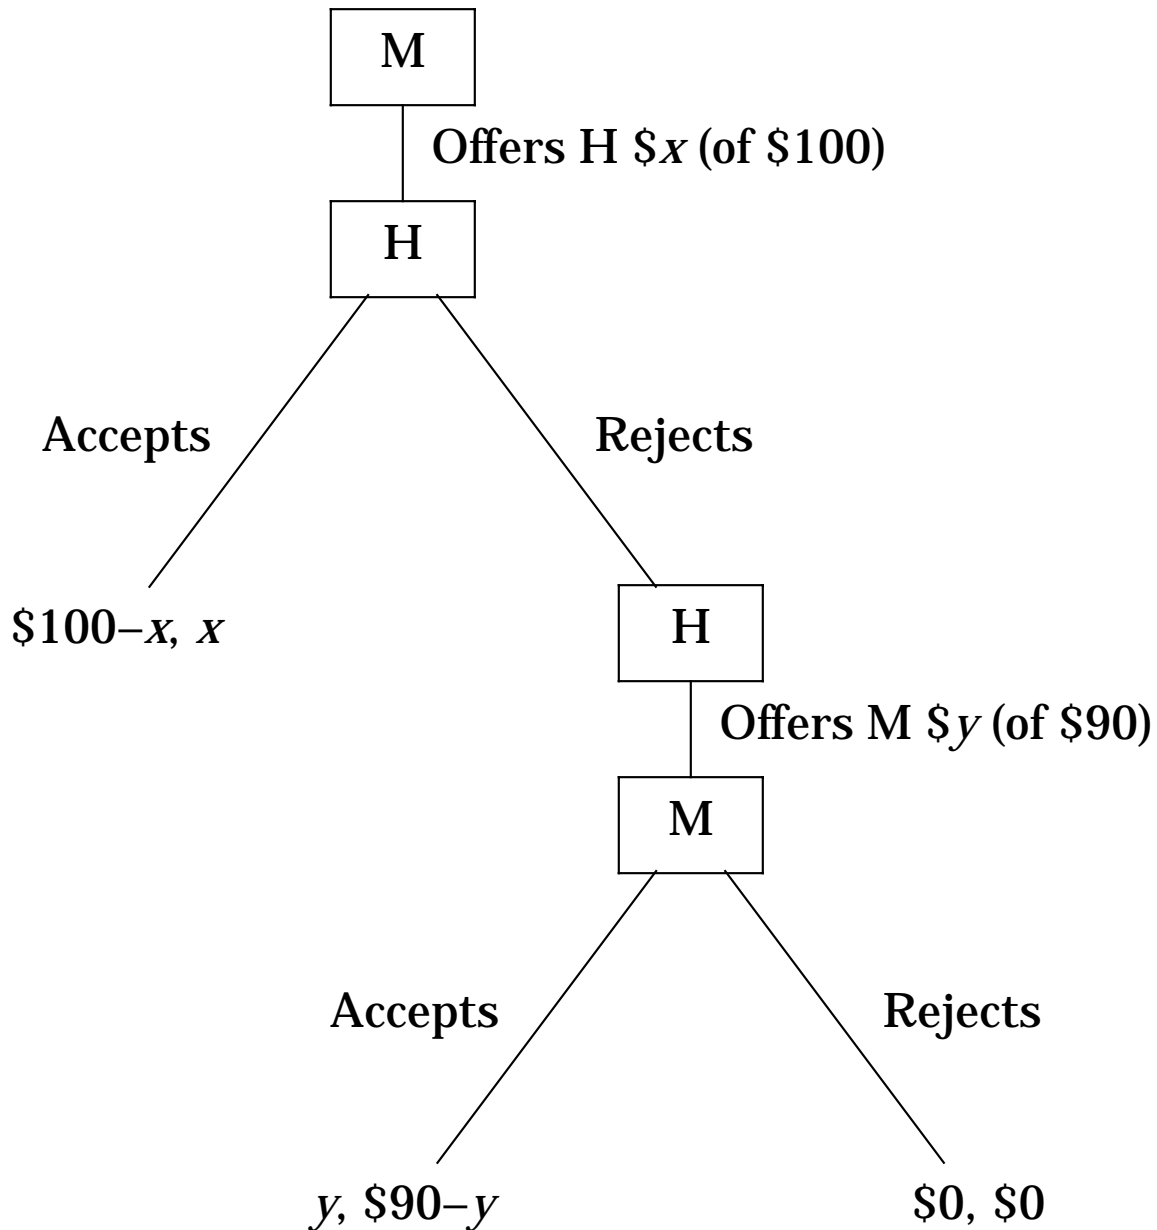 M
Offers H $x (of $100)
H
Accepts
Rejects
$100–x, x
H
Offers M $y (of $90)
M
Accepts
Rejects
y, $90–y
$0, $0